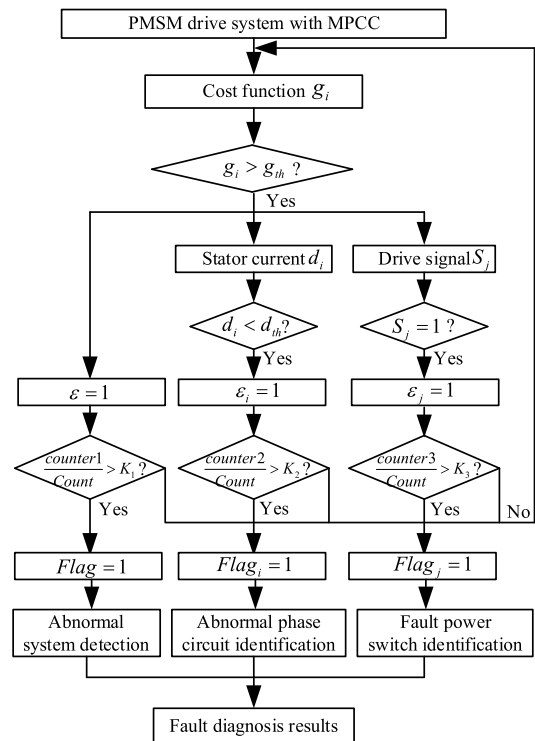 PMSM drive system with MPCC
Cost function g_i
g_i > g_th ?
Yes
Stator current d_i
Drive signal S_j
d_i < d_th?
S_j = 1 ?
Yes
Yes
ε = 1
ε_i = 1
ε_j = 1
counter1/Count > K_1 ?
counter2/Count > K_2 ?
counter3/Count > K_3 ?
Yes
Yes
Yes
No
Flag = 1
Flag_i = 1
Flag_j = 1
Abnormal
system detection
Abnormal phase
circuit identification
Fault power
switch identification
Fault diagnosis results